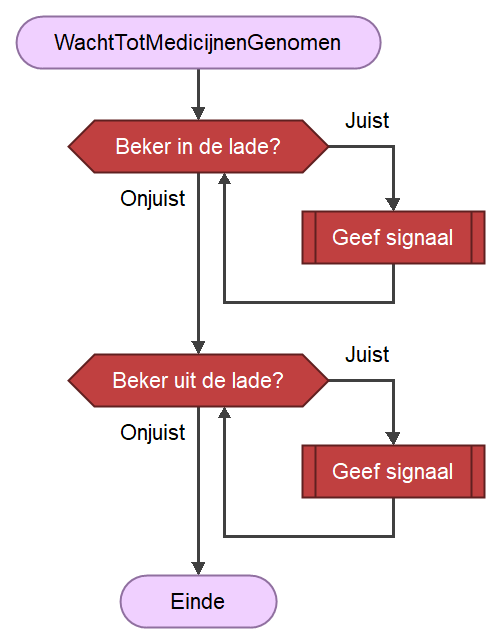 WachtTotMedicijnenGenomen
Juist
Beker in de lade?
Onjuist
Geef signaal
Juist
Beker uit de lade?
Onjuist
Geef signaal
Einde